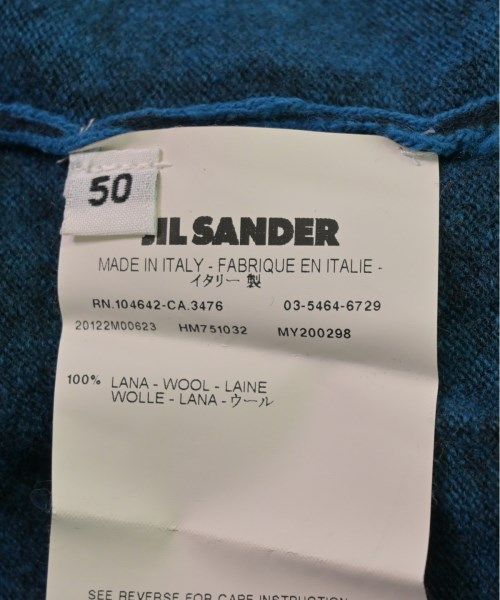 50
JIL SANDER
MADE IN ITALY - FABRIQUE EN ITALIE -
イタリー 製
RN.104642-CA.3476 03-5464-6729
20122M00623 HM751032 MY200298
100% LANA - WOOL - LAINE
WOLLE - LANA - ウール
SEE REVERSE FOR CARE INSTRUCTION